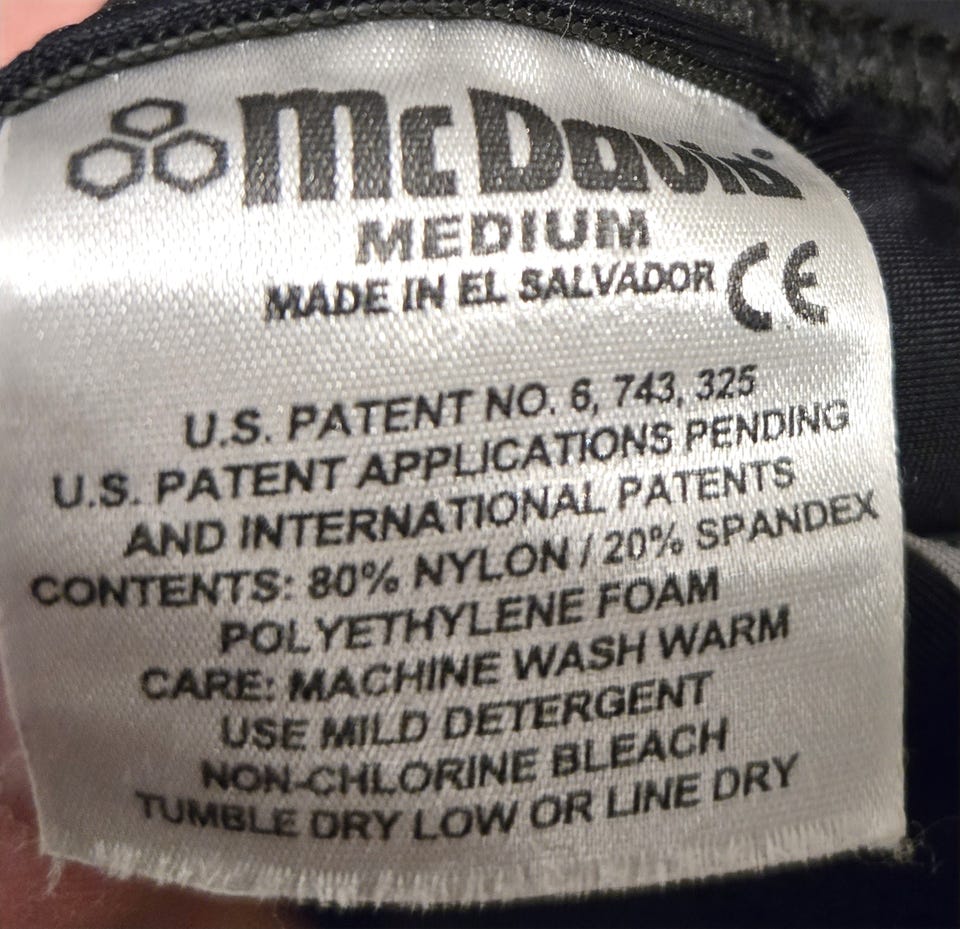 McDavid
MEDIUM
MADE IN EL SALVADOR CE
U.S. PATENT NO. 6, 743, 325
U.S. PATENT APPLICATIONS PENDING
AND INTERNATIONAL PATENTS
CONTENTS: 80% NYLON / 20% SPANDEX
POLYETHYLENE FOAM
CARE: MACHINE WASH WARM
USE MILD DETERGENT
NON-CHLORINE BLEACH
TUMBLE DRY LOW OR LINE DRY